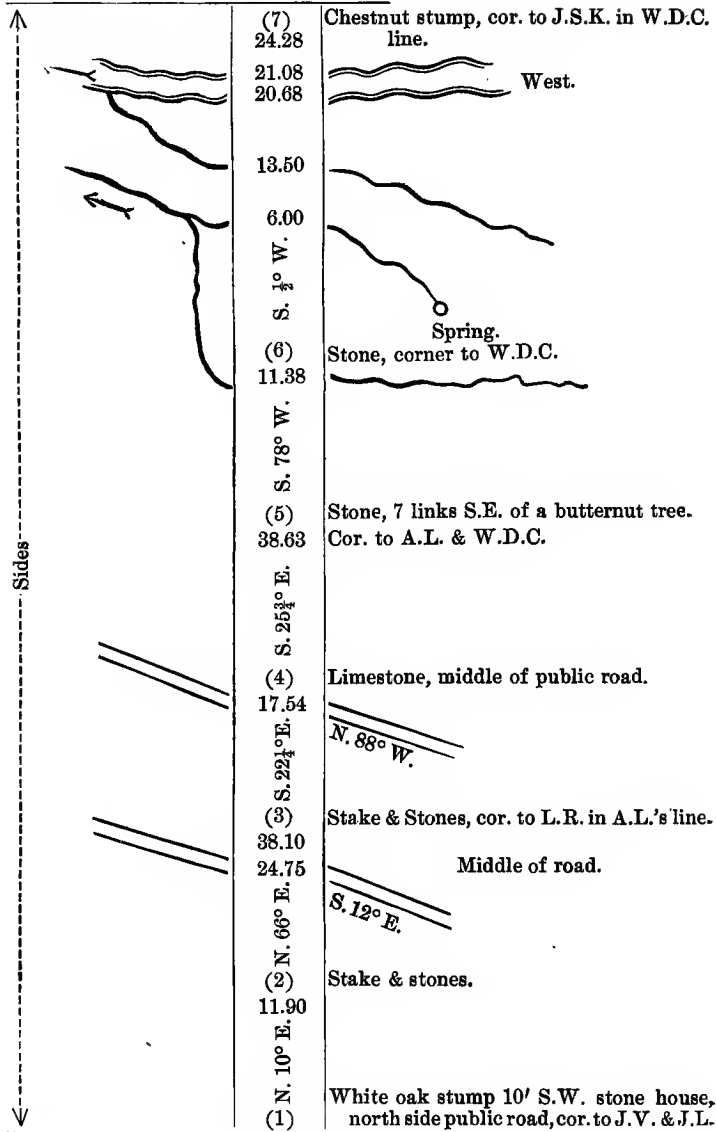 (7) Chestnut stump, cor. to J.S.K. in W.D.C.
24.28 line.
21.08
West.
20.68
13.50
6.00
S. ½° W.
Spring.
(6) Stone, corner to W.D.C.
11.38
S. 78° W.
(5) Stone, 7 links S.E. of a butternut tree.
38.63 Cor. to A.L. & W.D.C.
Sides
S. 25¾° E.
(4) Limestone, middle of public road.
17.54
N. 88° W.
S. 22¼° E.
(3) Stake & Stones, cor. to L.R. in A.L.'s line.
38.10
24.75 Middle of road.
S. 12° E.
N. 66° E.
(2) Stake & stones.
11.90
N. 10° E.
White oak stump 10' S.W. stone house,
(1) north side public road, cor. to J.V. & J.L.